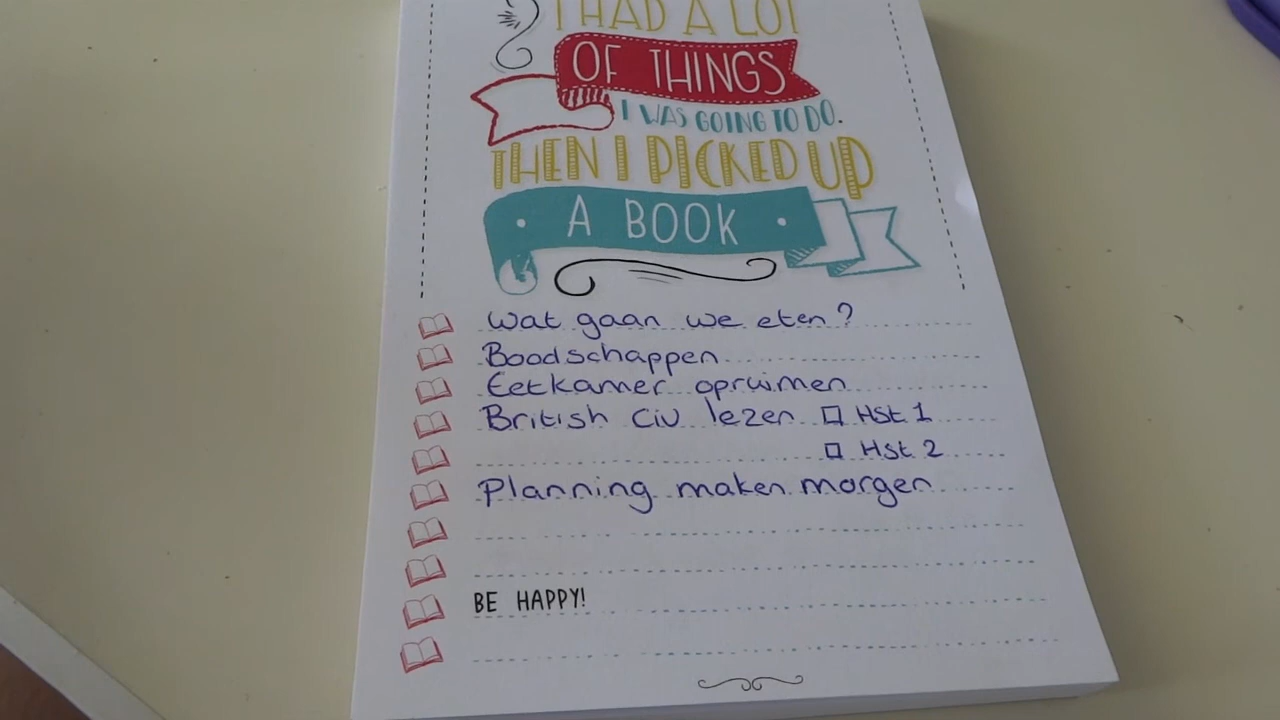 I HAD A LOT
OF THINGS
I WAS GOING TO DO.
THEN I PICKED UP
A BOOK
Wat gaan we eten?
Boodschappen
Eetkamer opruimen
British Civ lezen □ Hst 1
□ Hst 2
Planning maken morgen
BE HAPPY!